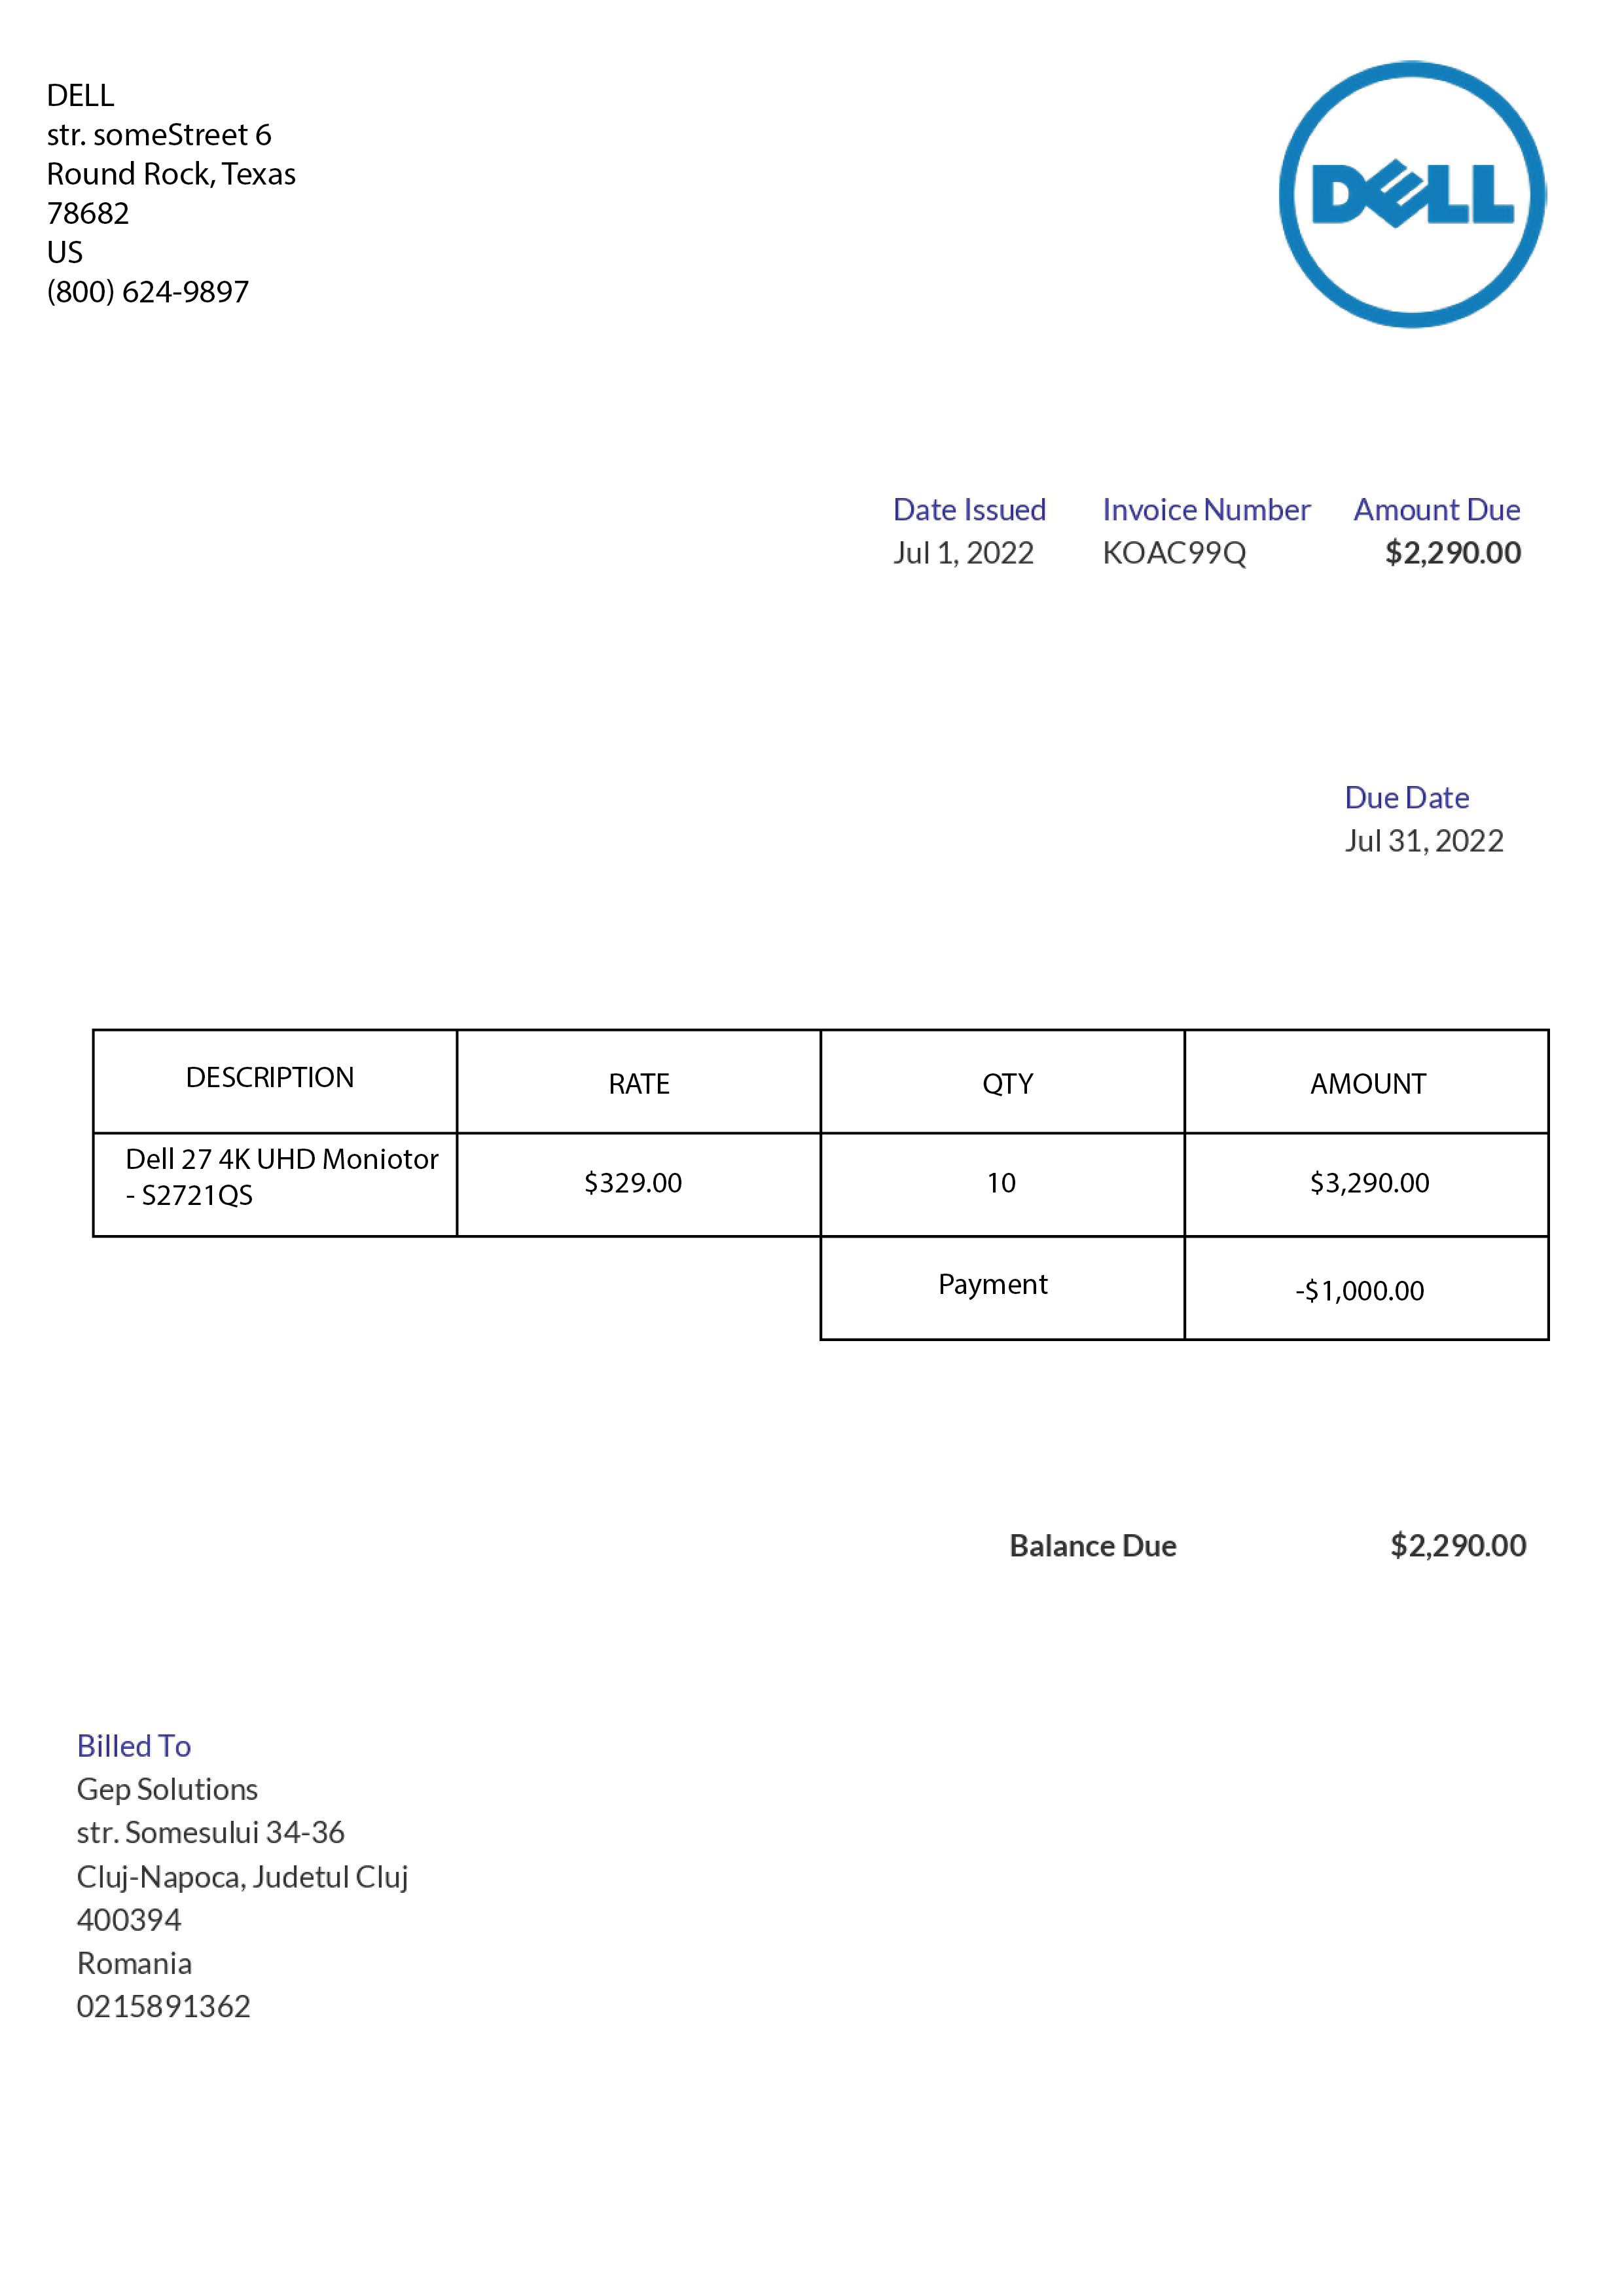 DELL
str. someStreet 6
Round Rock, Texas
78682
US
(800) 624-9897
DELL
Date Issued Invoice Number Amount Due
Jul 1, 2022 KOAC99Q $2,290.00
Due Date
Jul 31, 2022
DESCRIPTION RATE QTY AMOUNT
Dell 27 4K UHD Moniotor
- S2721QS $329.00 10 $3,290.00
Payment -$1,000.00
Balance Due $2,290.00
Billed To
Gep Solutions
str. Somesului 34-36
Cluj-Napoca, Judetul Cluj
400394
Romania
0215891362